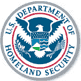 U.S. DEPARTMENT OF
HOMELAND SECURITY